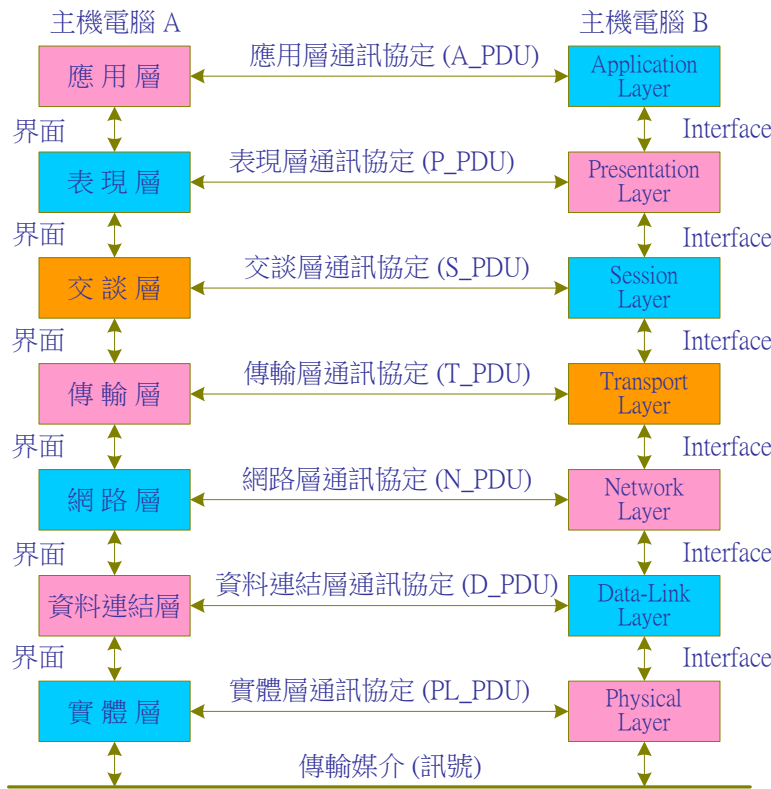 主機電腦 A
主機電腦 B
應 用 層
應用層通訊協定 (A_PDU)
Application
Layer
界面
Interface
表 現 層
表現層通訊協定 (P_PDU)
Presentation
Layer
界面
Interface
交 談 層
交談層通訊協定 (S_PDU)
Session
Layer
界面
Interface
傳 輸 層
傳輸層通訊協定 (T_PDU)
Transport
Layer
界面
Interface
網 路 層
網路層通訊協定 (N_PDU)
Network
Layer
界面
Interface
資料連結層
資料連結層通訊協定 (D_PDU)
Data-Link
Layer
界面
Interface
實 體 層
實體層通訊協定 (PL_PDU)
Physical
Layer
傳輸媒介 (訊號)